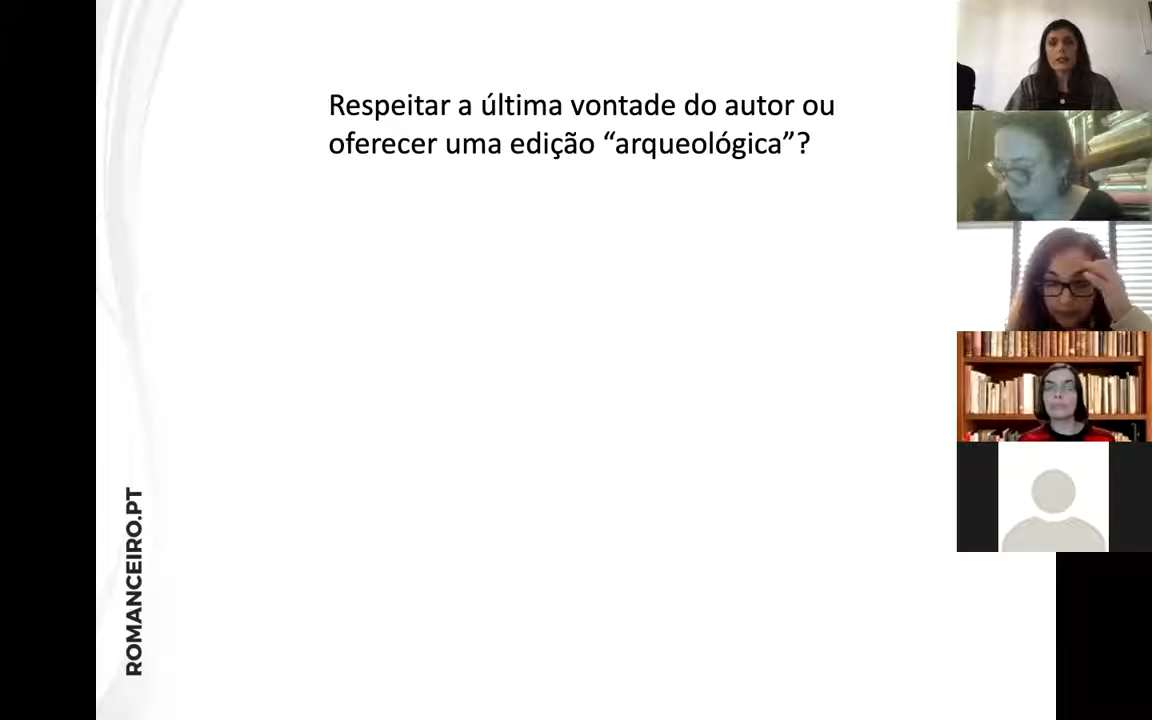 Respeitar a última vontade do autor ou
oferecer uma edição “arqueológica”?
ROMANCEIRO.PT